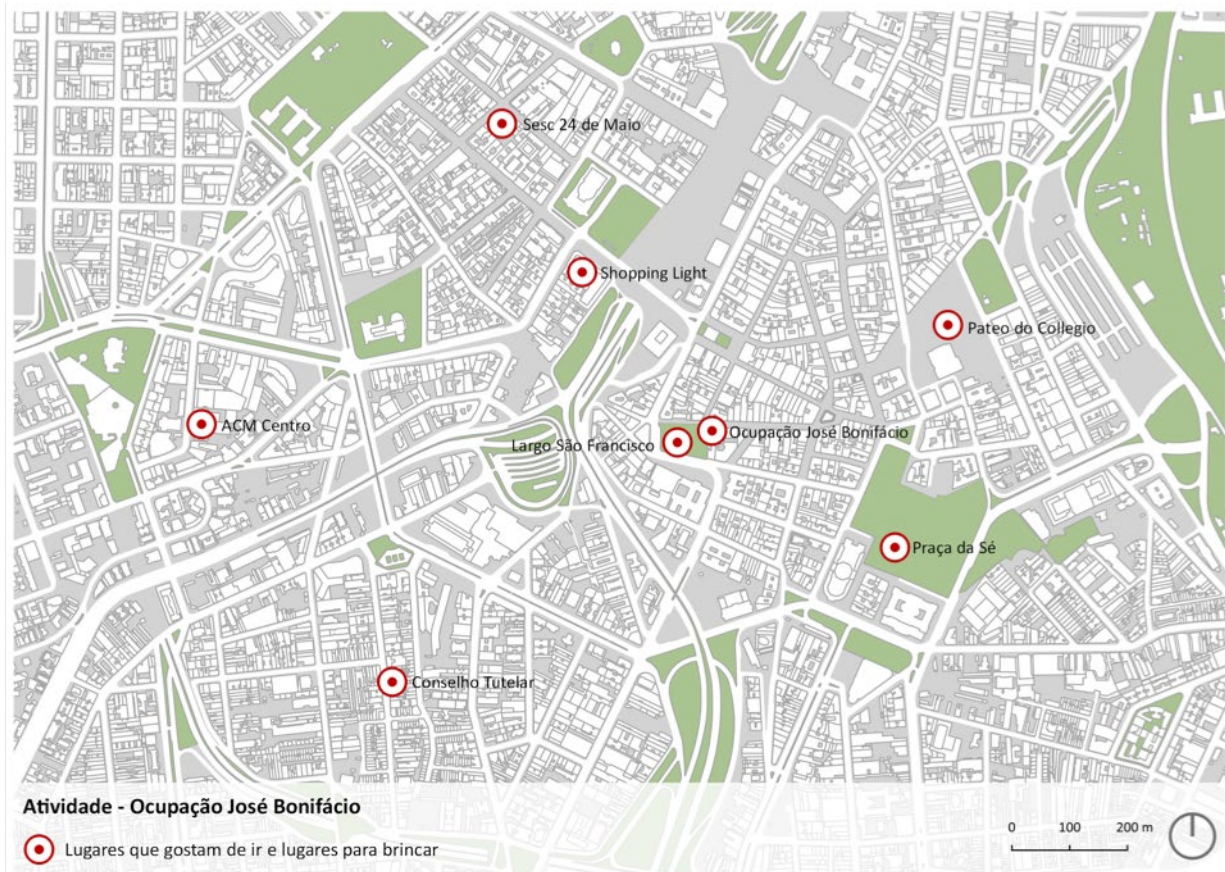 Sesc 24 de Maio
Shopping Light
Pateo do Collegio
ACM Centro
Ocupação José Bonifácio
Largo São Francisco
Praça da Sé
Conselho Tutelar
Atividade - Ocupação José Bonifácio
Lugares que gostam de ir e lugares para brincar
0 100 200 m